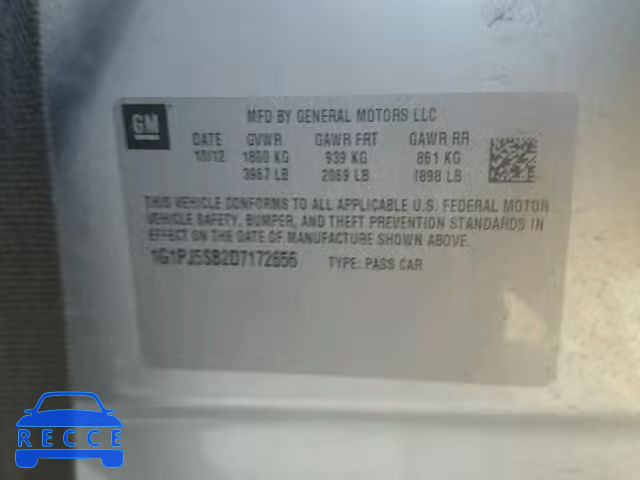 GM
MFD BY GENERAL MOTORS LLC
DATE GVWR GAWR FRT GAWR RR
10/12 1800 KG 939 KG 861 KG
3967 LB 2069 LB 1898 LB
THIS VEHICLE CONFORMS TO ALL APPLICABLE U.S. FEDERAL MOTOR
VEHICLE SAFETY, BUMPER, AND THEFT PREVENTION STANDARDS
IN EFFECT ON THE DATE OF MANUFACTURE SHOWN ABOVE.
1G1PJ5SB2D7172656 TYPE: PASS CAR
RECCE